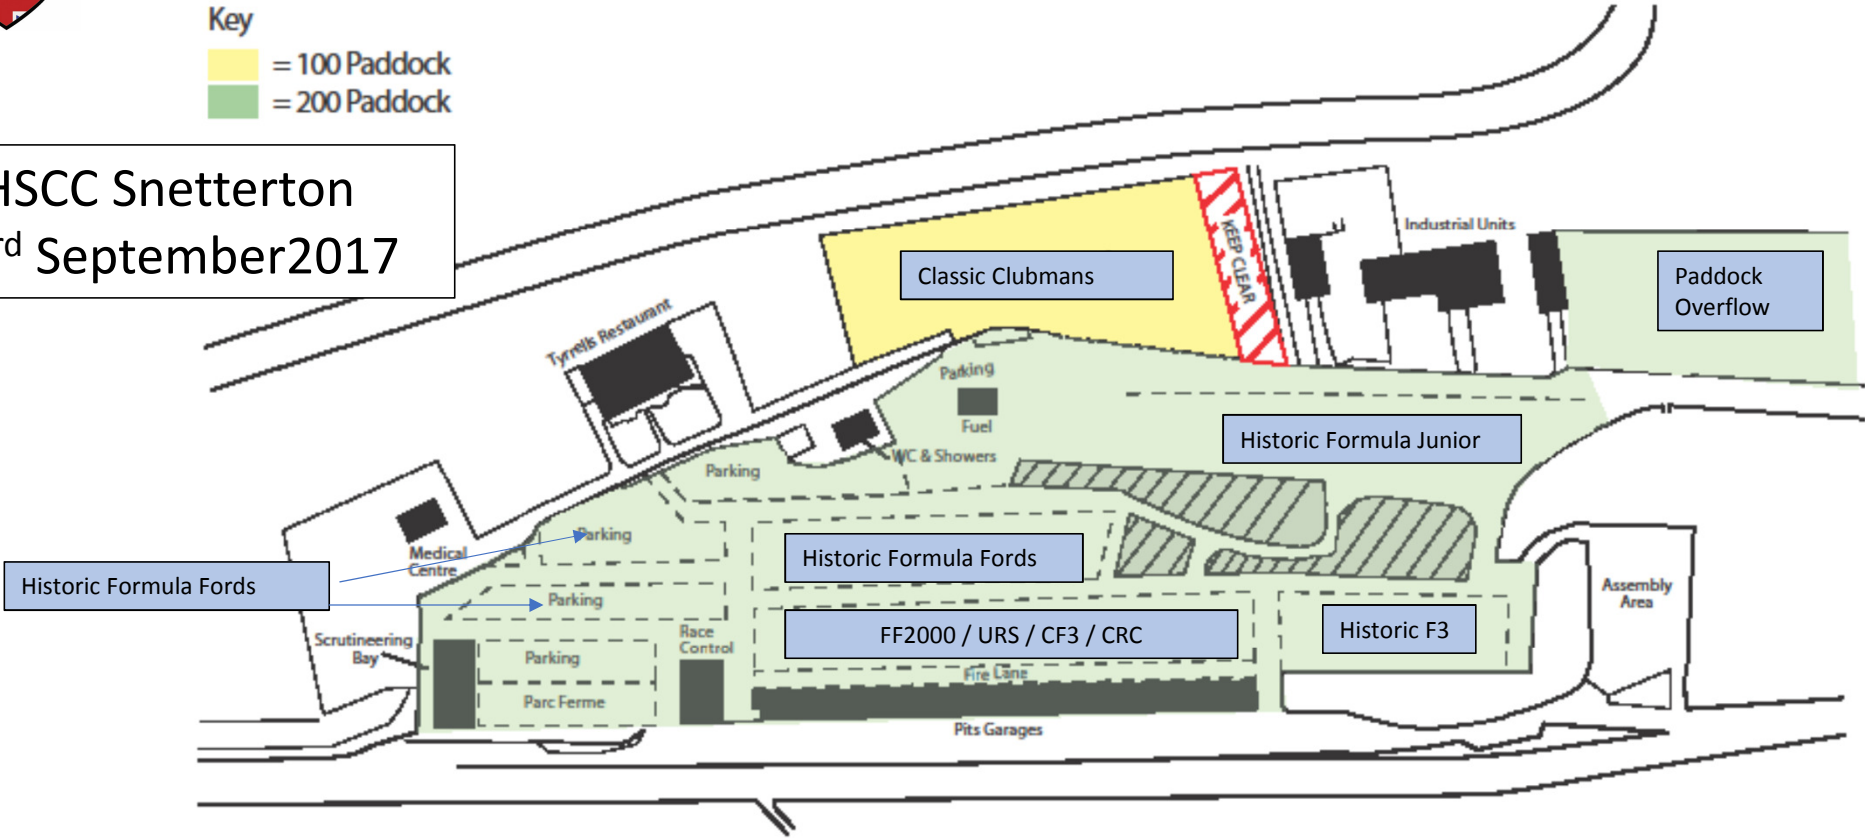 Key
= 100 Paddock
= 200 Paddock
HSCC Snetterton
rd September2017
Classic Clubmans
KEEP CLEAR
Industrial Units
Paddock
Overflow
Tyrrells Restaurant
Parking
Fuel
Historic Formula Junior
WC & Showers
Parking
Parking
Medical
Centre
Historic Formula Fords
Historic Formula Fords
Parking
Assembly
Area
Scrutineering
Bay
Race
Control
FF2000 / URS / CF3 / CRC
Historic F3
Parking
Fire Lane
Parc Ferme
Pits Garages